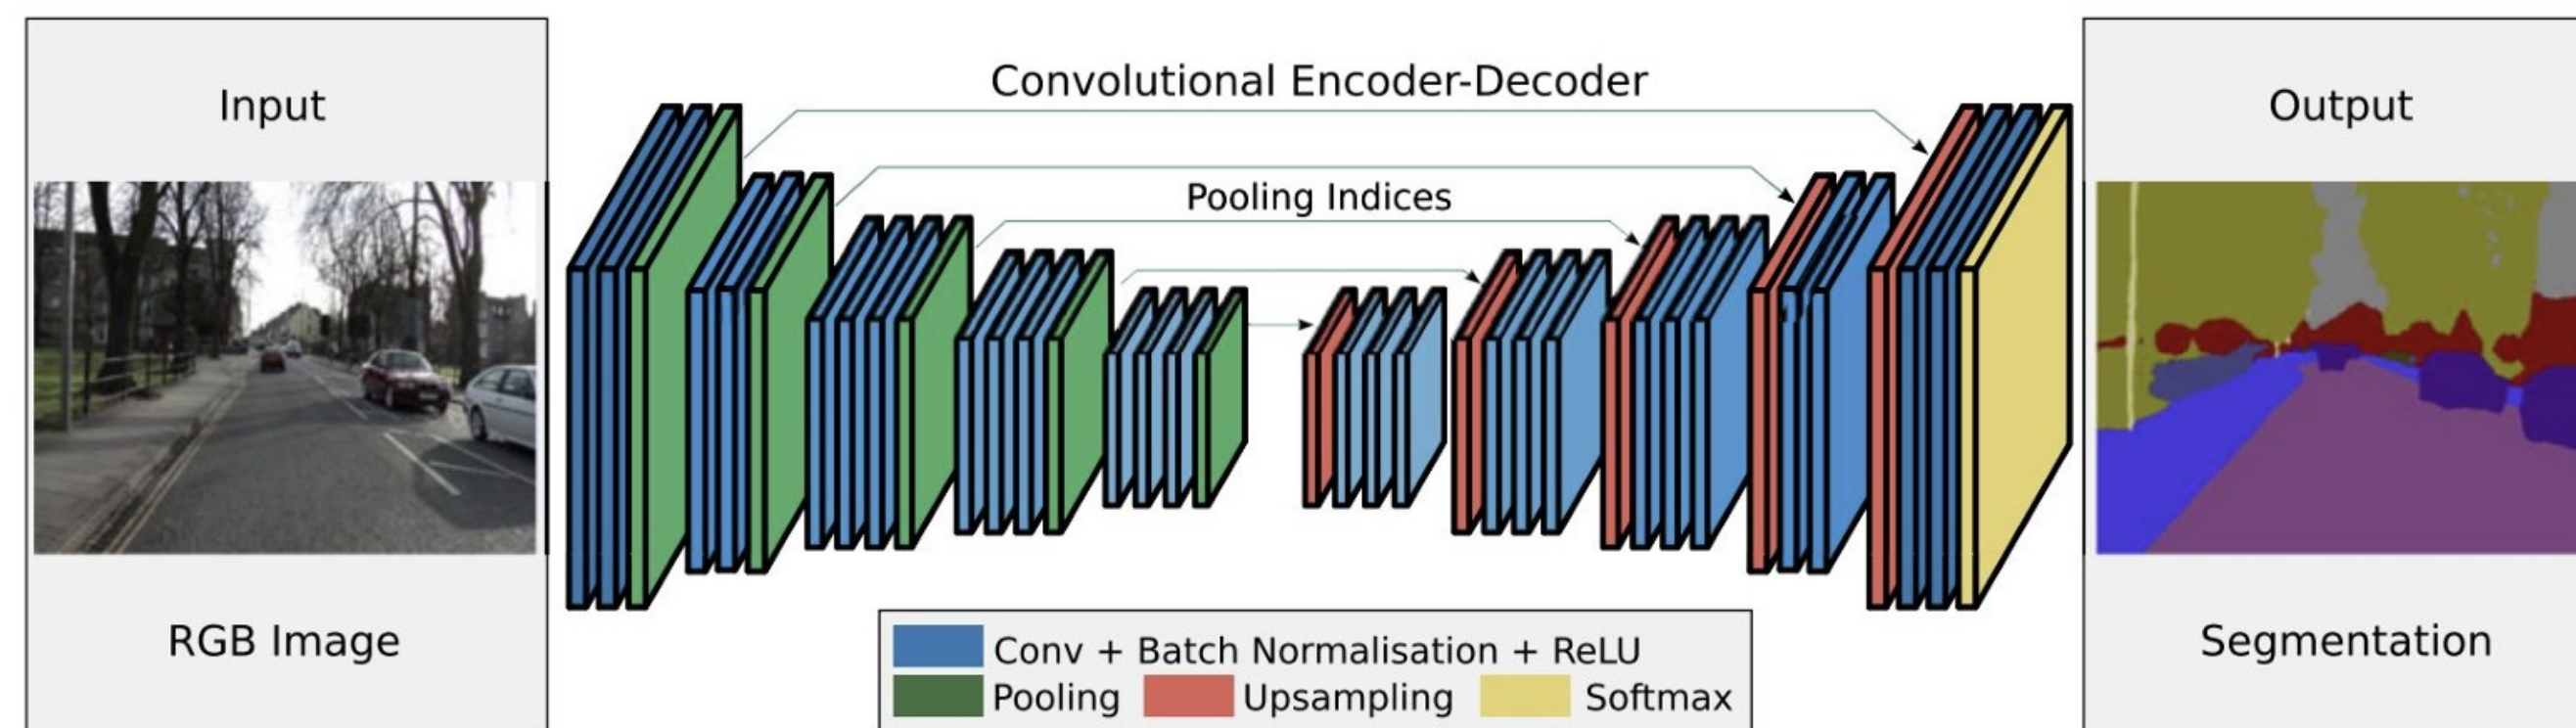 Input
RGB Image
Convolutional Encoder-Decoder
Pooling Indices
Conv + Batch Normalisation + ReLU
Pooling Upsampling Softmax
Output
Segmentation